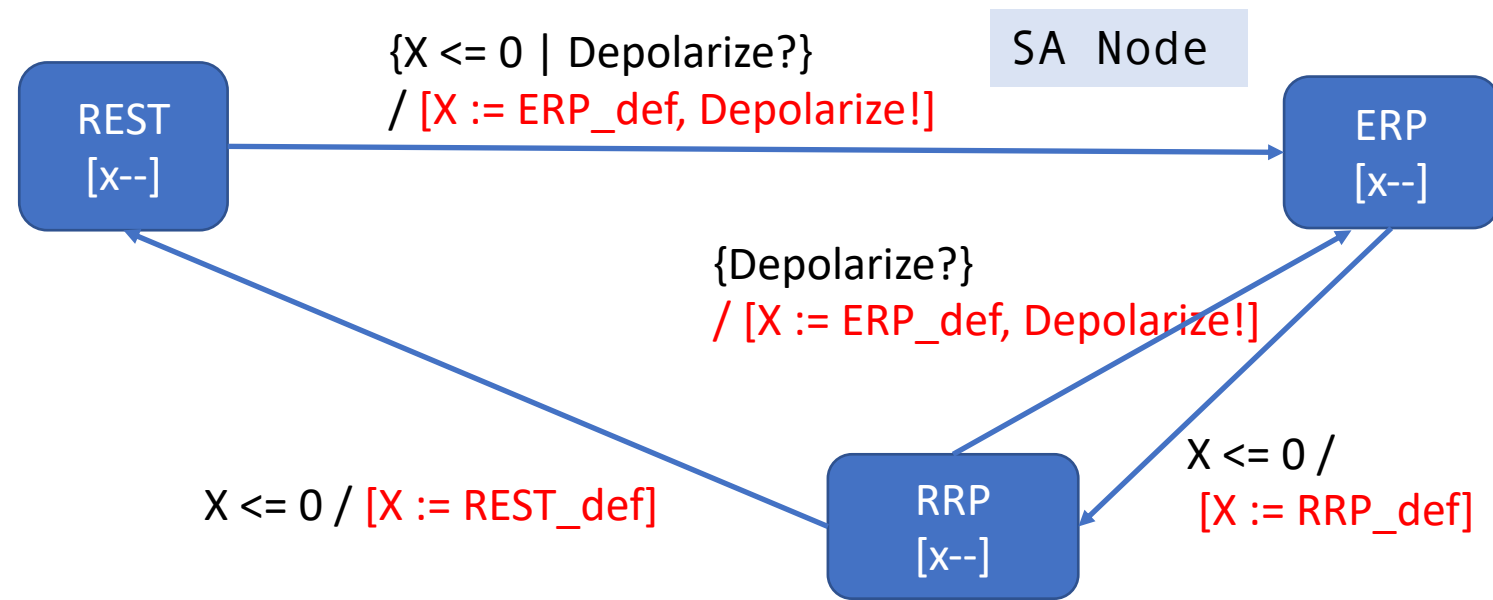 {X <= 0 | Depolarize?}
/ [X := ERP_def, Depolarize!]
SA Node
REST
[x--]
ERP
[x--]
{Depolarize?}
/ [X := ERP_def, Depolarize!]
X <= 0 /
[X := RRP_def]
X <= 0 / [X := REST_def]
RRP
[x--]